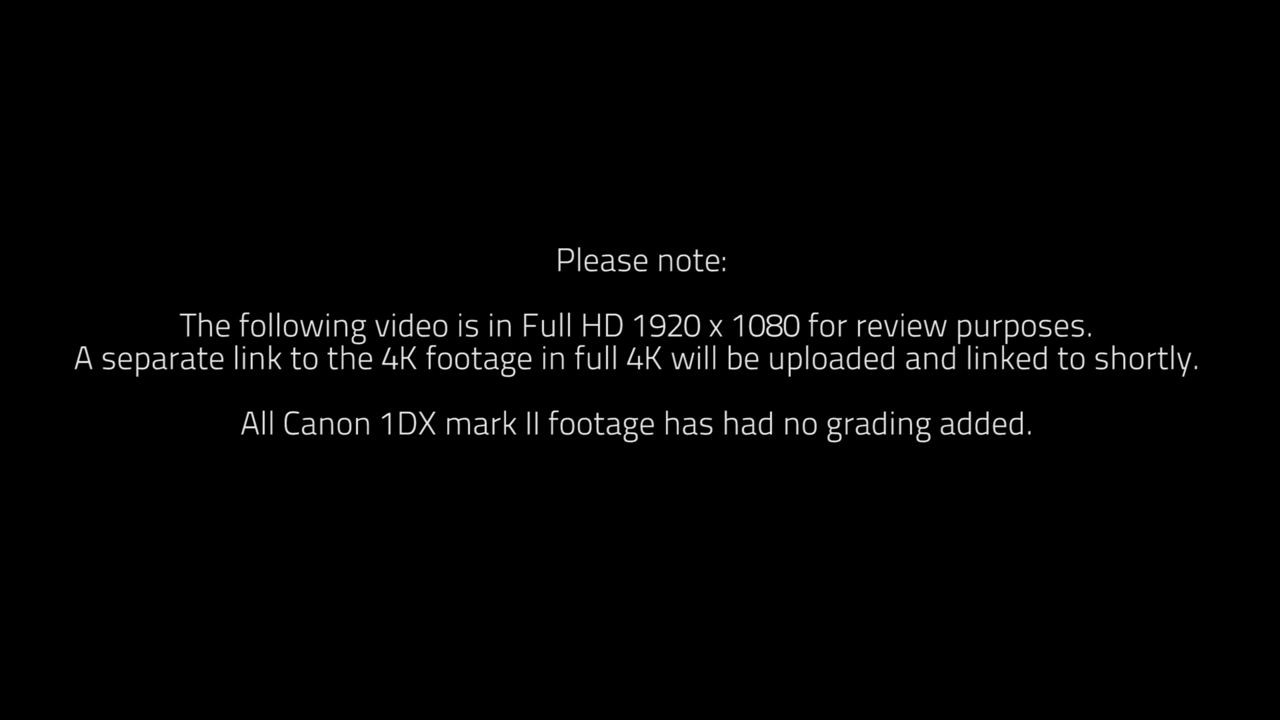 Please note:
The following video is in Full HD 1920 x 1080 for review purposes.
A separate link to the 4K footage in full 4K will be uploaded and linked to shortly.
All Canon 1DX mark II footage has had no grading added.